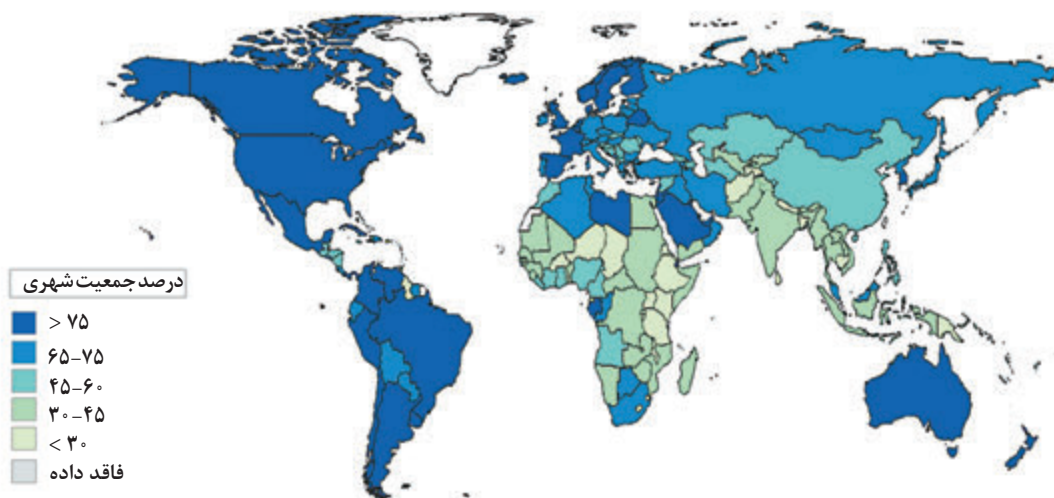 درصد جمعیت شهری
> ۷۵
۶۵-۷۵
۴۵-۶۰
۳۰-۴۵
< ۳۰
فاقد داده